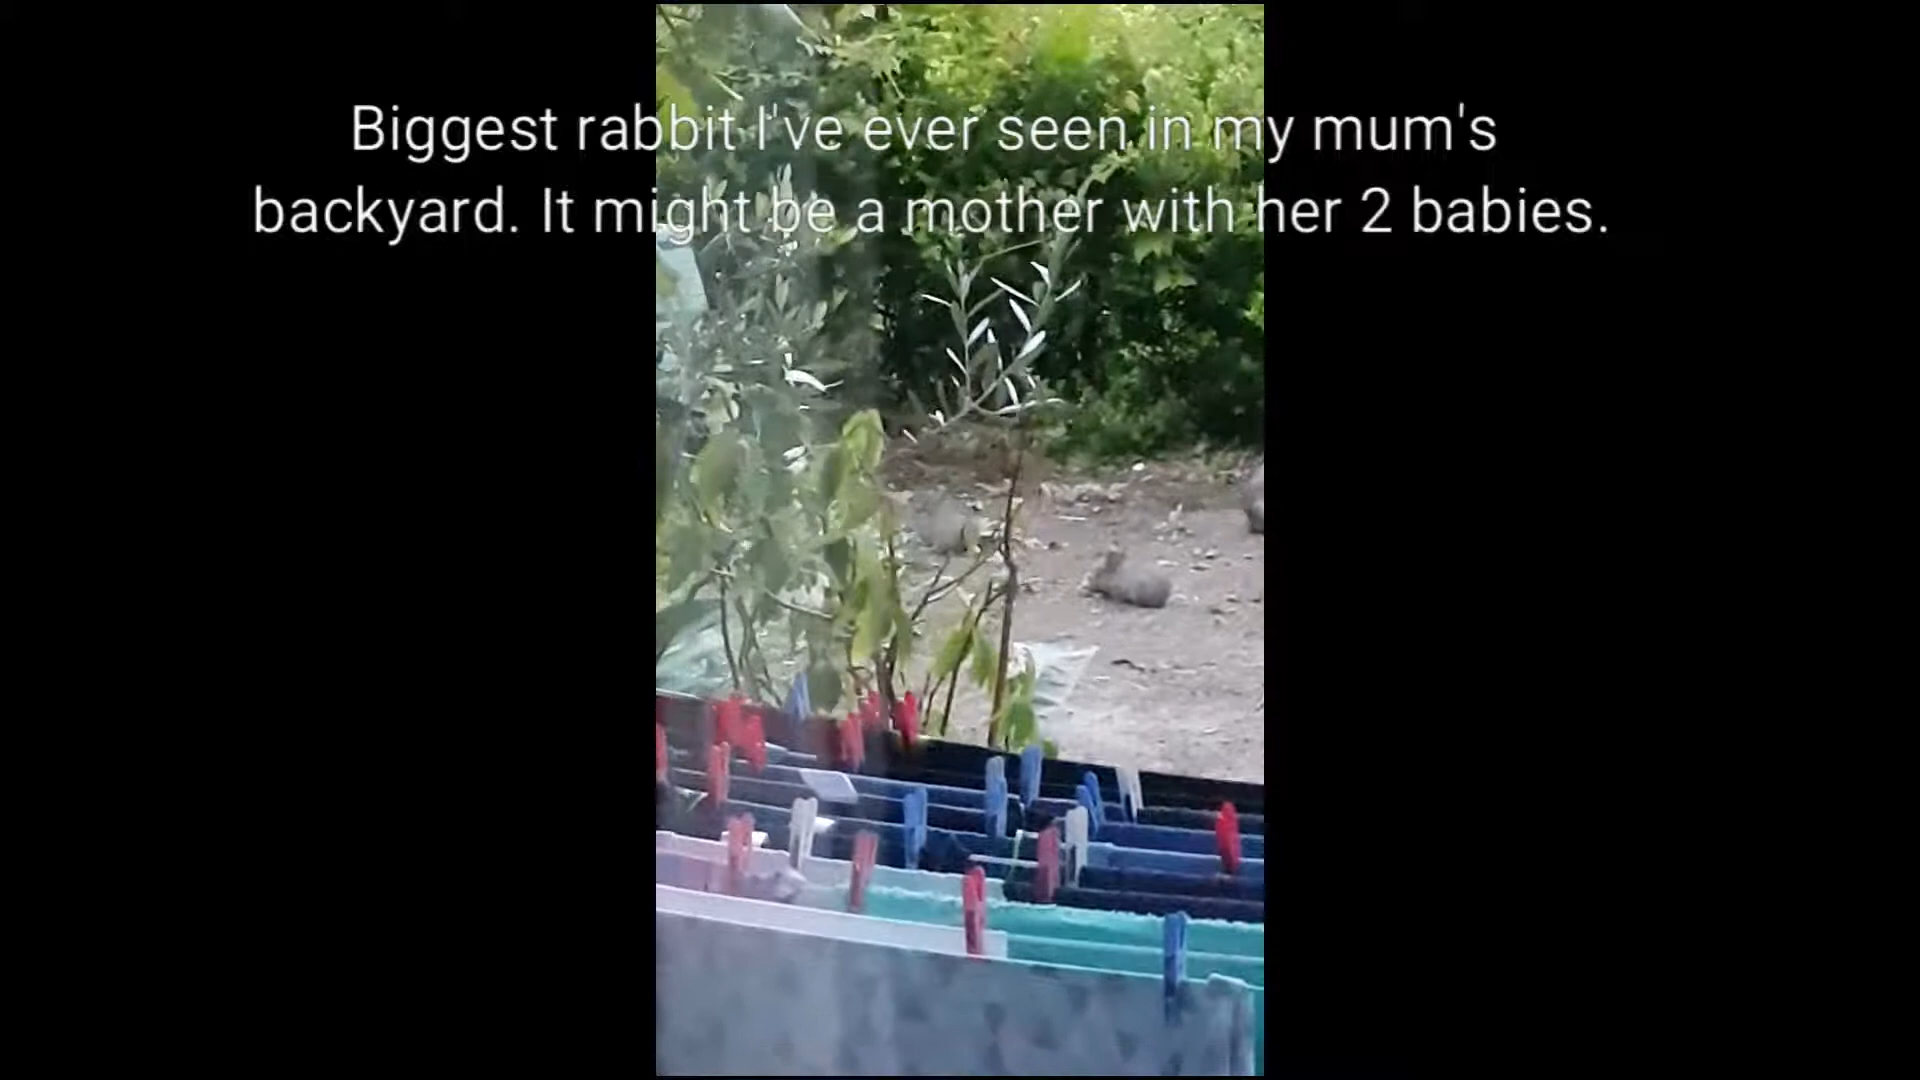 Biggest rabbit I've ever seen in my mum's
backyard. It might be a mother with her 2 babies.